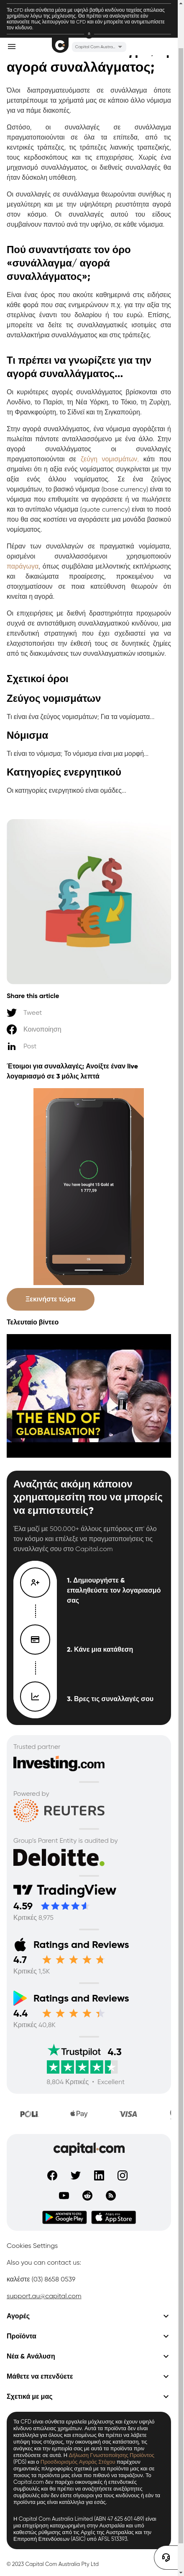 Τα CFD είναι σύνθετα μέσα με υψηλό βαθμό κινδύνου ταχείας απώλειας
χρημάτων λόγω της μόχλευσης. Θα πρέπει να αναλογιστείτε εάν
κατανοείτε πως λειτουργούν τα CFD και εάν μπορείτε να αντιμετωπίσετε
τον κίνδυνο.
Capital Com Austra...
αγορά συναλλάγματος;
Όλοι διαπραγματευόμαστε συνάλλαγμα όποτε
μετατρέπουμε τα χρήματά μας σε κάποιο άλλο νόμισμα για
να πάμε διακοπές.
Ωστόσο, οι συναλλαγές σε συνάλλαγμα
πραγματοποιούνται σε όλα τα επίπεδα, από τις
κεντρικές τράπεζες, τις τράπεζες λιανικής τραπεζικής,
τους κερδοσκόπους και τις επιχειρήσεις. Χωρίς ξένα
μετρητά/συναλλάγματος, οι διεθνείς συναλλαγές θα
ήταν δύσκολη υπόθεση.
Οι συναλλαγές σε συνάλλαγμα θεωρούνται συνήθως η
μεγαλύτερη και με την υψηλότερη ρευστότητα αγορά
στον κόσμο. Οι συναλλαγές αυτού του είδους
συμβαίνουν παντού ανά την υφήλιο, σε κάθε νόμισμα.
Πού συναντήσατε τον όρο
«συνάλλαγμα/ αγορά
συναλλάγματος»;
Είναι ένας όρος που ακούτε καθημερινά στις ειδήσεις
κάθε φορά που σας ενημερώνουν π.χ. για την αξία της
στερλίνας έναντι του δολαρίου ή του ευρώ. Επίσης,
μπορείτε να δείτε τις συναλλαγματικές ισοτιμίες στα
ανταλλακτήρια συναλλάγματος και στις τράπεζες.
Τι πρέπει να γνωρίζετε για την
αγορά συναλλάγματος...
Οι κυριότερες αγορές συναλλάγματος βρίσκονται στο
Λονδίνο, το Παρίσι, τη Νέα Υόρκη, το Τόκιο, τη Ζυρίχη,
τη Φρανκφούρτη, το Σίδνεϊ και τη Σιγκαπούρη.
Στην αγορά συναλλάγματος, ένα νόμισμα αγοράζεται ή
πωλείται πάντοτε εναλλασσόμενο με ένα άλλο. Στην
αγορά συναλλάγματος οι συναλλαγές
πραγματοποιούνται σε ζεύγη νομισμάτων, κάτι που
σημαίνει ότι η αξία ενός νομίσματος συγκρίνεται με την
αξία ενός άλλου νομίσματος. Σε ένα ζεύγος
νομισμάτων, το βασικό νόμισμα (base currency) είναι το
νόμισμα που επιθυμείτε να αγοράσετε ή να πωλήσετε
και το αντίπαλο νόμισμα (quote currency) είναι το ποσό
που θα σας κοστίσει να αγοράσετε μια μονάδα βασικού
νομίσματος.
Πέραν των συναλλαγών σε πραγματικά νομίσματα,
ορισμένοι συναλλασσόμενοι χρησιμοποιούν
παράγωγα, όπως συμβόλαια μελλοντικής εκπλήρωσης
και δικαιώματα προαίρεσης, προκειμένου να
στοιχηματίσουν σε ποια κατεύθυνση θεωρούν ότι
κινείται η αγορά.
Οι επιχειρήσεις με διεθνή δραστηριότητα προχωρούν
συχνά σε αντιστάθμιση συναλλαγματικού κινδύνου, μια
επενδυτική στρατηγική που έχει σχεδιαστεί για να
ελαχιστοποιήσει την έκθεσή τους σε δυνητικές ζημίες
από τις διακυμάνσεις των συναλλαγματικών ισοτιμιών.
Σχετικοί όροι
Ζεύγος νομισμάτων
Τι είναι ένα ζεύγος νομισμάτων; Για τα νομίσματα...
Νόμισμα
Τι είναι το νόμισμα; Το νόμισμα είναι μια μορφή...
Κατηγορίες ενεργητικού
Οι κατηγορίες ενεργητικού είναι ομάδες...
Share this article
Tweet
Κοινοποίηση
Post
Έτοιμοι για συναλλαγές; Ανοίξτε έναν live
λογαριασμό σε 3 μόλις λεπτά
You have bought 15 Gold at
1 777,59
Ξεκινήστε τώρα
Τελευταίο βίντεο
THE END OF
GLOBALISATION?
Αναζητάς ακόμη κάποιον
χρηματομεσίτη που να μπορείς
να εμπιστευτείς?
Έλα μαζί με 500.000+ άλλους εμπόρους απ' όλο
τον κόσμο και επέλεξε να πραγματοποιήσεις τις
συναλλαγές σου στο Capital.com
1. Δημιουργήστε &
επαληθεύστε τον λογαριασμό
σας
2. Κάνε μια κατάθεση
3. Βρες τις συναλλαγές σου
Trusted partner
Investing.com
Powered by
REUTERS
Group's Parent Entity is audited by
Deloitte.
TradingView
4.59
Κριτικές 8,975
Ratings and Reviews
4.7
Κριτικές 1,5K
Ratings and Reviews
4.4
Κριτικές 40,8K
Trustpilot 4.3
8,804 Κριτικές • Excellent
POLi
Pay
VISA
capital.com
ANDROID APP ON
Google Play
Download on the
App Store
Cookies Settings
Also you can contact us:
καλέστε (03) 8658 0539
support.au@capital.com
Αγορές
Προϊόντα
Νέα & Ανάλυση
Μάθετε να επενδύετε
Σχετικά με μας
Τα CFD είναι σύνθετα εργαλεία μόχλευσης και έχουν ισχυρό υψηλό
κίνδυνο απώλειας χρημάτων. Αυτά τα προϊόντα δεν είναι
κατάλληλα για όλους και θα πρέπει να λάβετε υπόψη τους
επενδυτικούς στόχους, την οικονομική σας κατάσταση, τις
ανάγκες και την εμπειρία σας με αυτά τα προϊόντα πριν
επενδύσετε σε αυτά. Η Δήλωση Γνωστοποίησης Προϊόντος
(PDS) και ο Προσδιορισμός Αγοράς Στόχου παρέχουν
σημαντικές πληροφορίες σχετικά με τα προϊόντα μας και σε
ποιους τα προϊόντα μας είναι πιο πιθανό να ταιριάζουν. Το
Capital.com δεν παρέχει οικονομικές ή επενδυτικές
συμβουλές και θα πρέπει να αναζητήσετε ανεξάρτητες
συμβουλές για να καθορίσετε εάν η επένδυση σε αυτά τα
προϊόντα μας είναι κατάλληλη για εσάς.
Η Capital Com Australia Limited (ABN 47 625 601 489) είναι
μια επιχείρηση καταχωρημένη στην Αυστραλία και υπό
καθεστώς ρύθμισης από τις Αρχές της Αυστραλίας και την
Επιτροπή Επενδύσεων (ASIC) υπό AFSL 513393.
© 2023 Capital Com Australia Pty Ltd